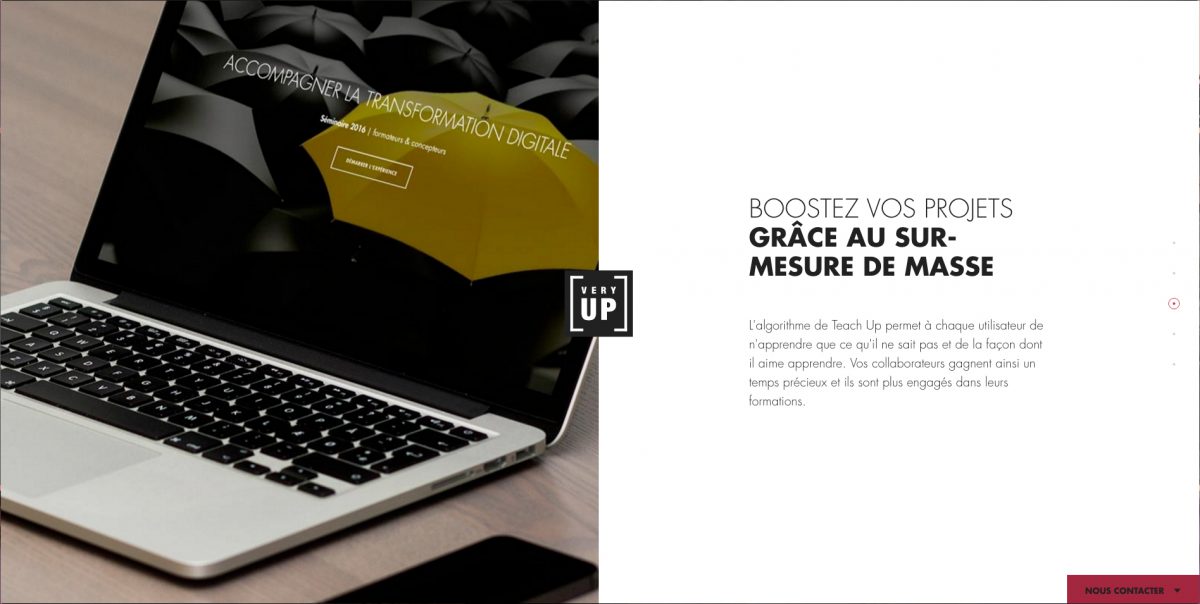 ACCOMPAGNER LA TRANSFORMATION DIGITALE
Séminaire 2016 | formateurs & concepteurs
DÉMARRER L'EXPÉRIENCE
VERY
UP
BOOSTEZ VOS PROJETS
GRÂCE AU SUR-
MESURE DE MASSE
L'algorithme de Teach Up permet à chaque utilisateur de
n'apprendre que ce qu'il ne sait pas et de la façon dont
il aime apprendre. Vos collaborateurs gagnent ainsi un
temps précieux et ils sont plus engagés dans leurs
formations.
NOUS CONTACTER